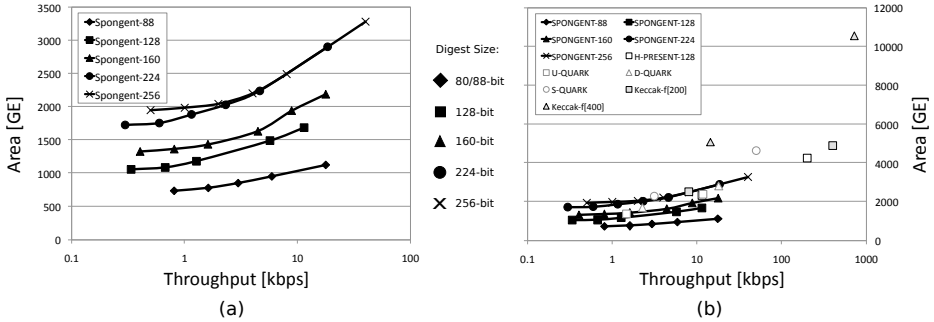 3500
3000
2500
2000
1500
1000
500
0
Area [GE]
Spongent-88
Spongent-128
Spongent-160
Spongent-224
Spongent-256
0.1
1
10
100
Throughput [kbps]
(a)
Digest Size:
80/88-bit
128-bit
160-bit
224-bit
256-bit
SPONGENT-88
SPONGENT-128
SPONGENT-160
SPONGENT-224
SPONGENT-256
H-PRESENT-128
U-QUARK
D-QUARK
S-QUARK
Keccak-f[200]
Keccak-f[400]
12000
10000
8000
6000
4000
2000
0
Area [GE]
0.1
1
10
100
1000
Throughput [kbps]
(b)